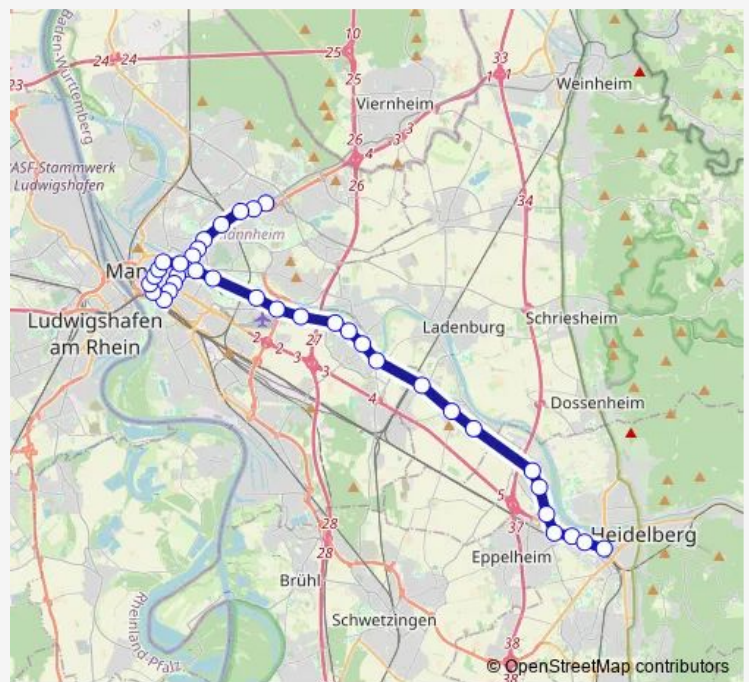 Baden-Württemberg
10
33
24
24
25
25
23
1
1
Weinheim
Viernheim
3
3
26
4
26
BASF-Stammwerk
Ludwigshafen
34
Mannheim
Man
Ludwigshafen
am Rhein
Ladenburg
Schriesheim
2
2
27
3
3
4
Dossenheim
5
37
Heidelberg
28
28
Eppelheim
Brühl
Rheinland-Pfalz
Schwetzingen
38
38
© OpenStreetMap contributors